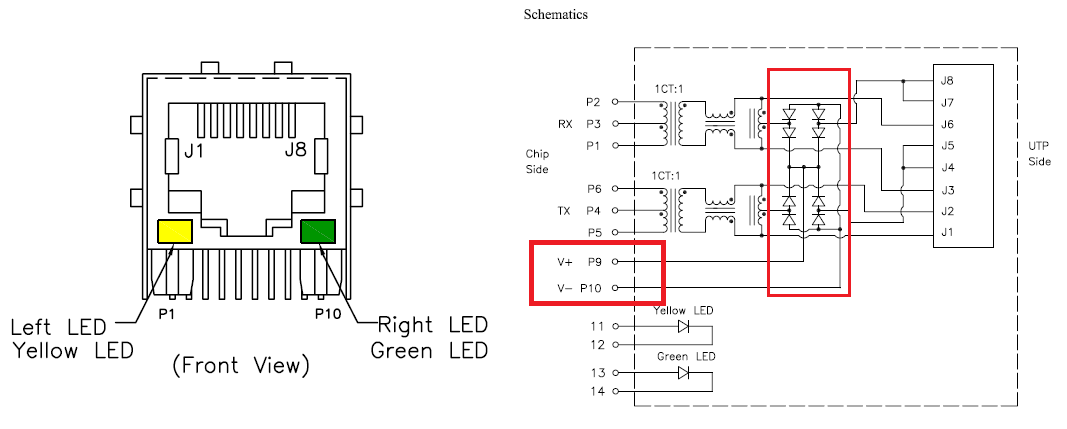 J1 J8
P1 P10
Left LED Right LED
Yellow LED Green LED
(Front View)
Schematics
1CT:1
P2
RX P3
P1
Chip
Side
1CT:1
P6
TX P4
P5
V+ P9
V- P10
Yellow LED
11
12
Green LED
13
14
J8
J7
J6
J5
J4
J3
J2
J1
UTP
Side